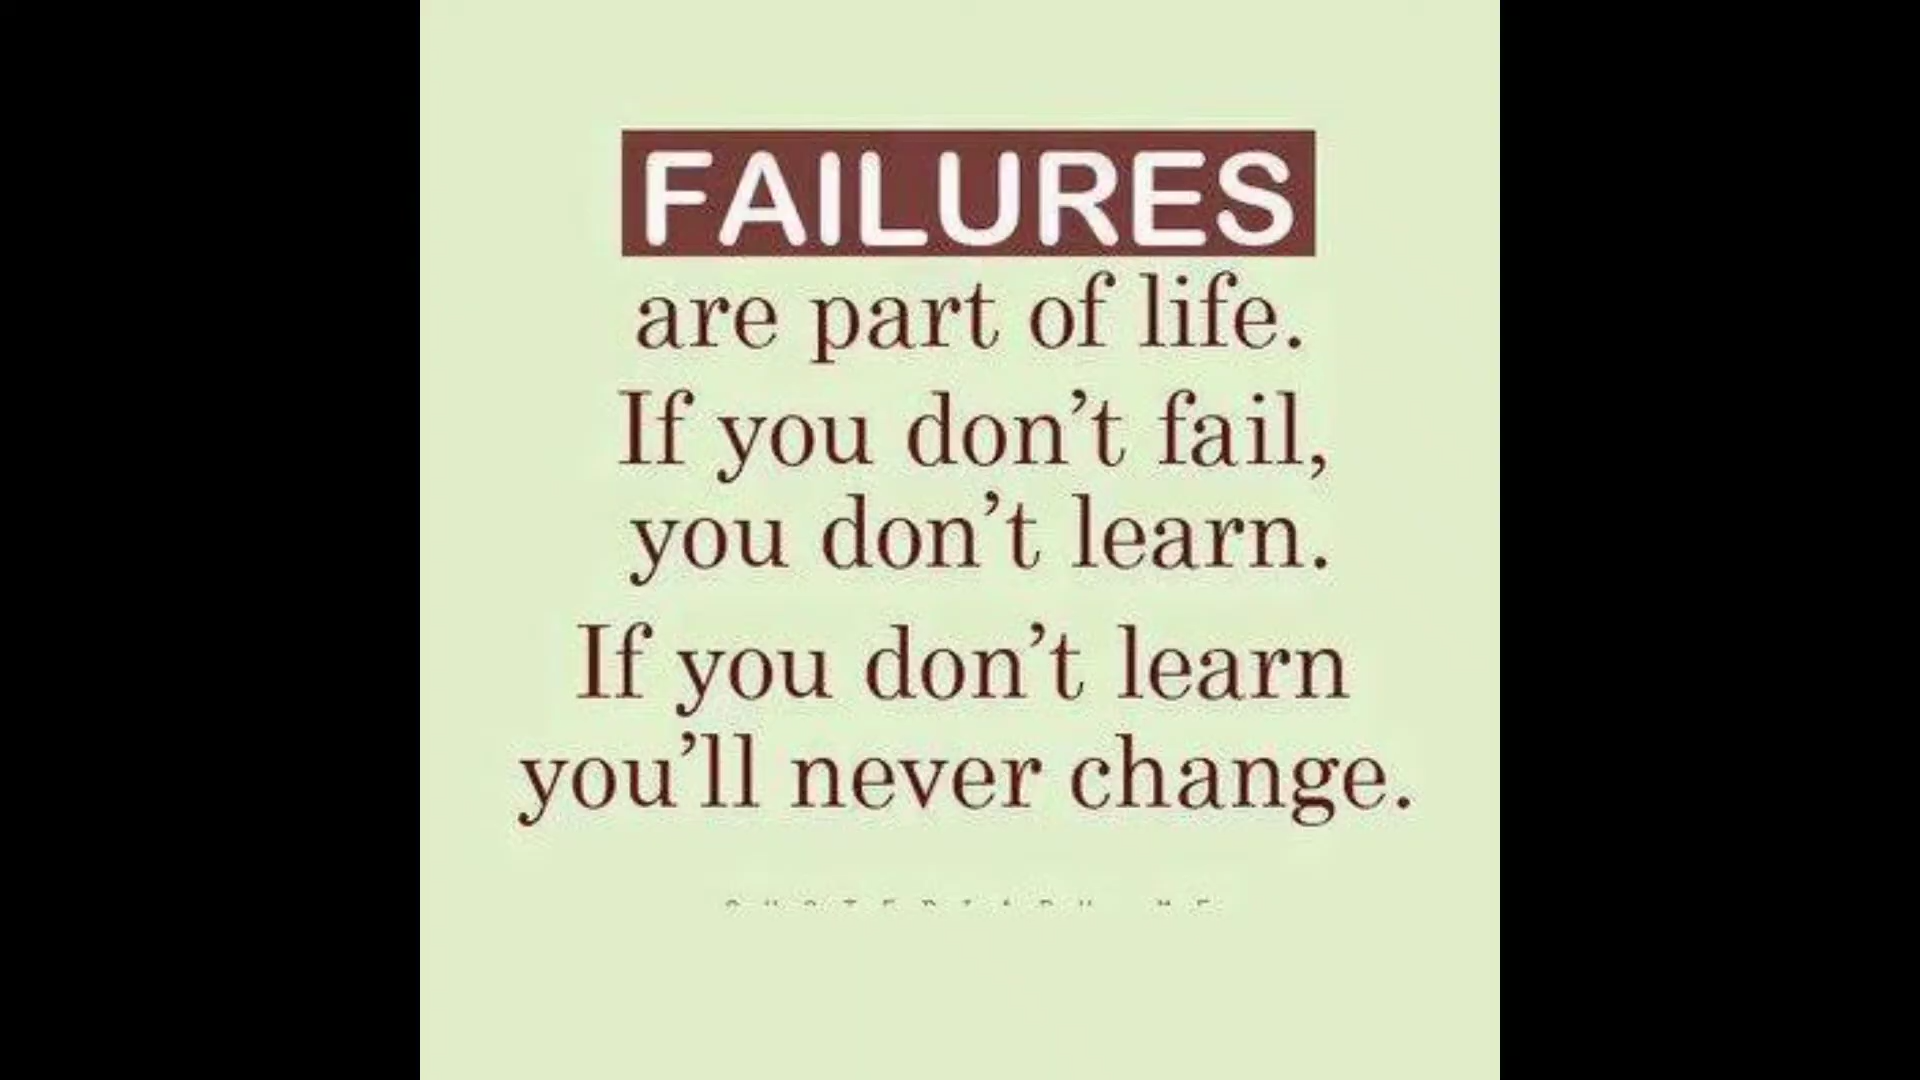 FAILURES
are part of life.
If you don't fail,
you don't learn.
If you don't learn
you'll never change.